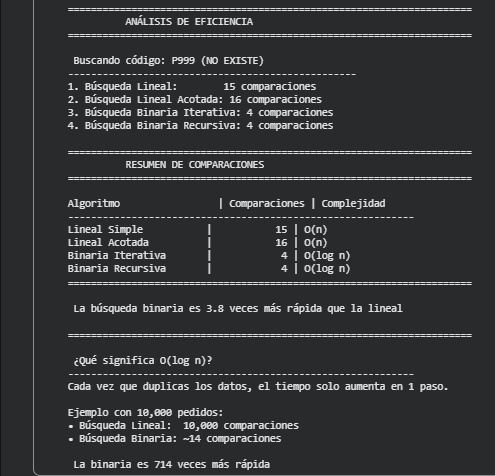 ======================================================================
ANÁLISIS DE EFICIENCIA
======================================================================
Buscando código: P999 (NO EXISTE)
--------------------------------------------------
1. Búsqueda Lineal:        15 comparaciones
2. Búsqueda Lineal Acotada: 16 comparaciones
3. Búsqueda Binaria Iterativa: 4 comparaciones
4. Búsqueda Binaria Recursiva: 4 comparaciones
======================================================================
RESUMEN DE COMPARACIONES
======================================================================
Algoritmo                 | Comparaciones | Complejidad
------------------------------------------------------------
Lineal Simple           |           15 | O(n)
Lineal Acotada          |           16 | O(n)
Binaria Iterativa       |            4 | O(log n)
Binaria Recursiva       |            4 | O(log n)
======================================================================
La búsqueda binaria es 3.8 veces más rápida que la lineal
======================================================================
¿Qué significa O(log n)?
------------------------------------------------------------
Cada vez que duplicas los datos, el tiempo solo aumenta en 1 paso.
Ejemplo con 10,000 pedidos:
• Búsqueda Lineal:  10,000 comparaciones
• Búsqueda Binaria: ~14 comparaciones
La binaria es 714 veces más rápida